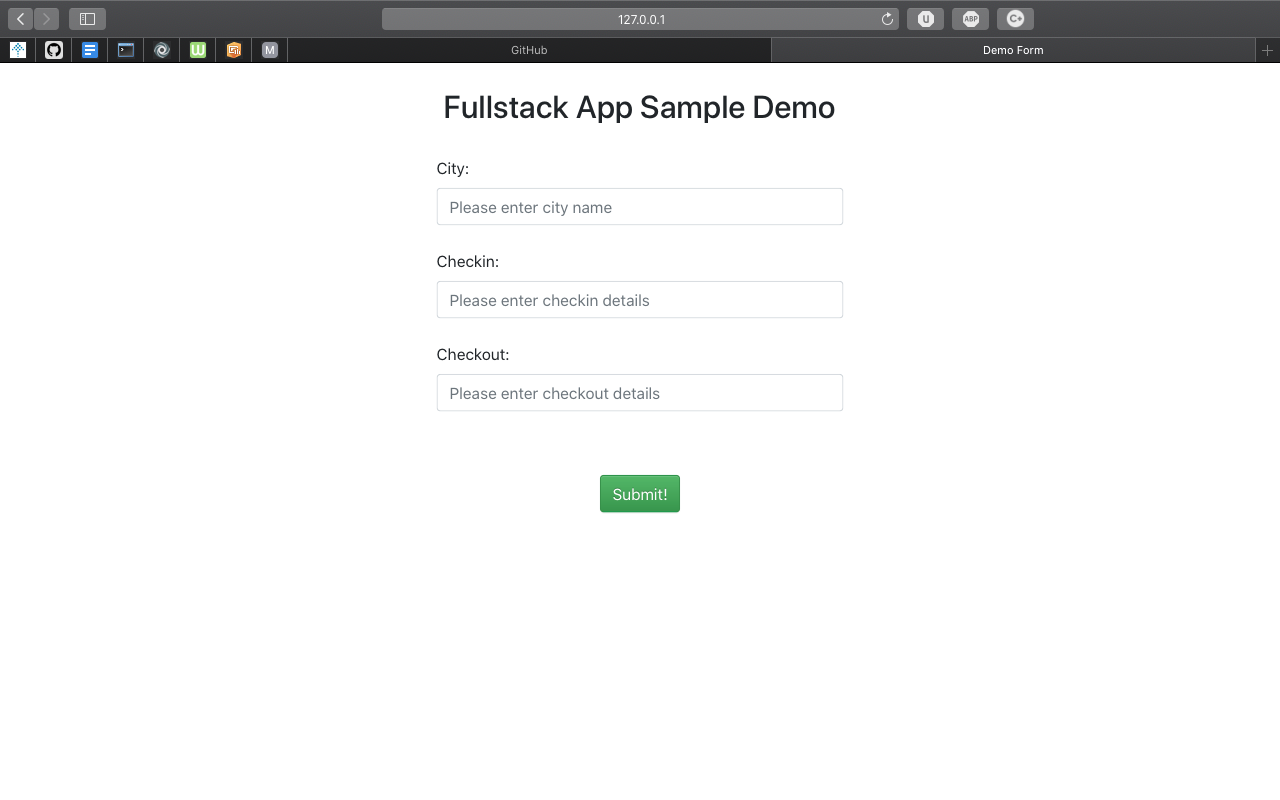 127.0.0.1
U
ABP
C+
M
GitHub
Demo Form
Fullstack App Sample Demo
City:
Please enter city name
Checkin:
Please enter checkin details
Checkout:
Please enter checkout details
Submit!